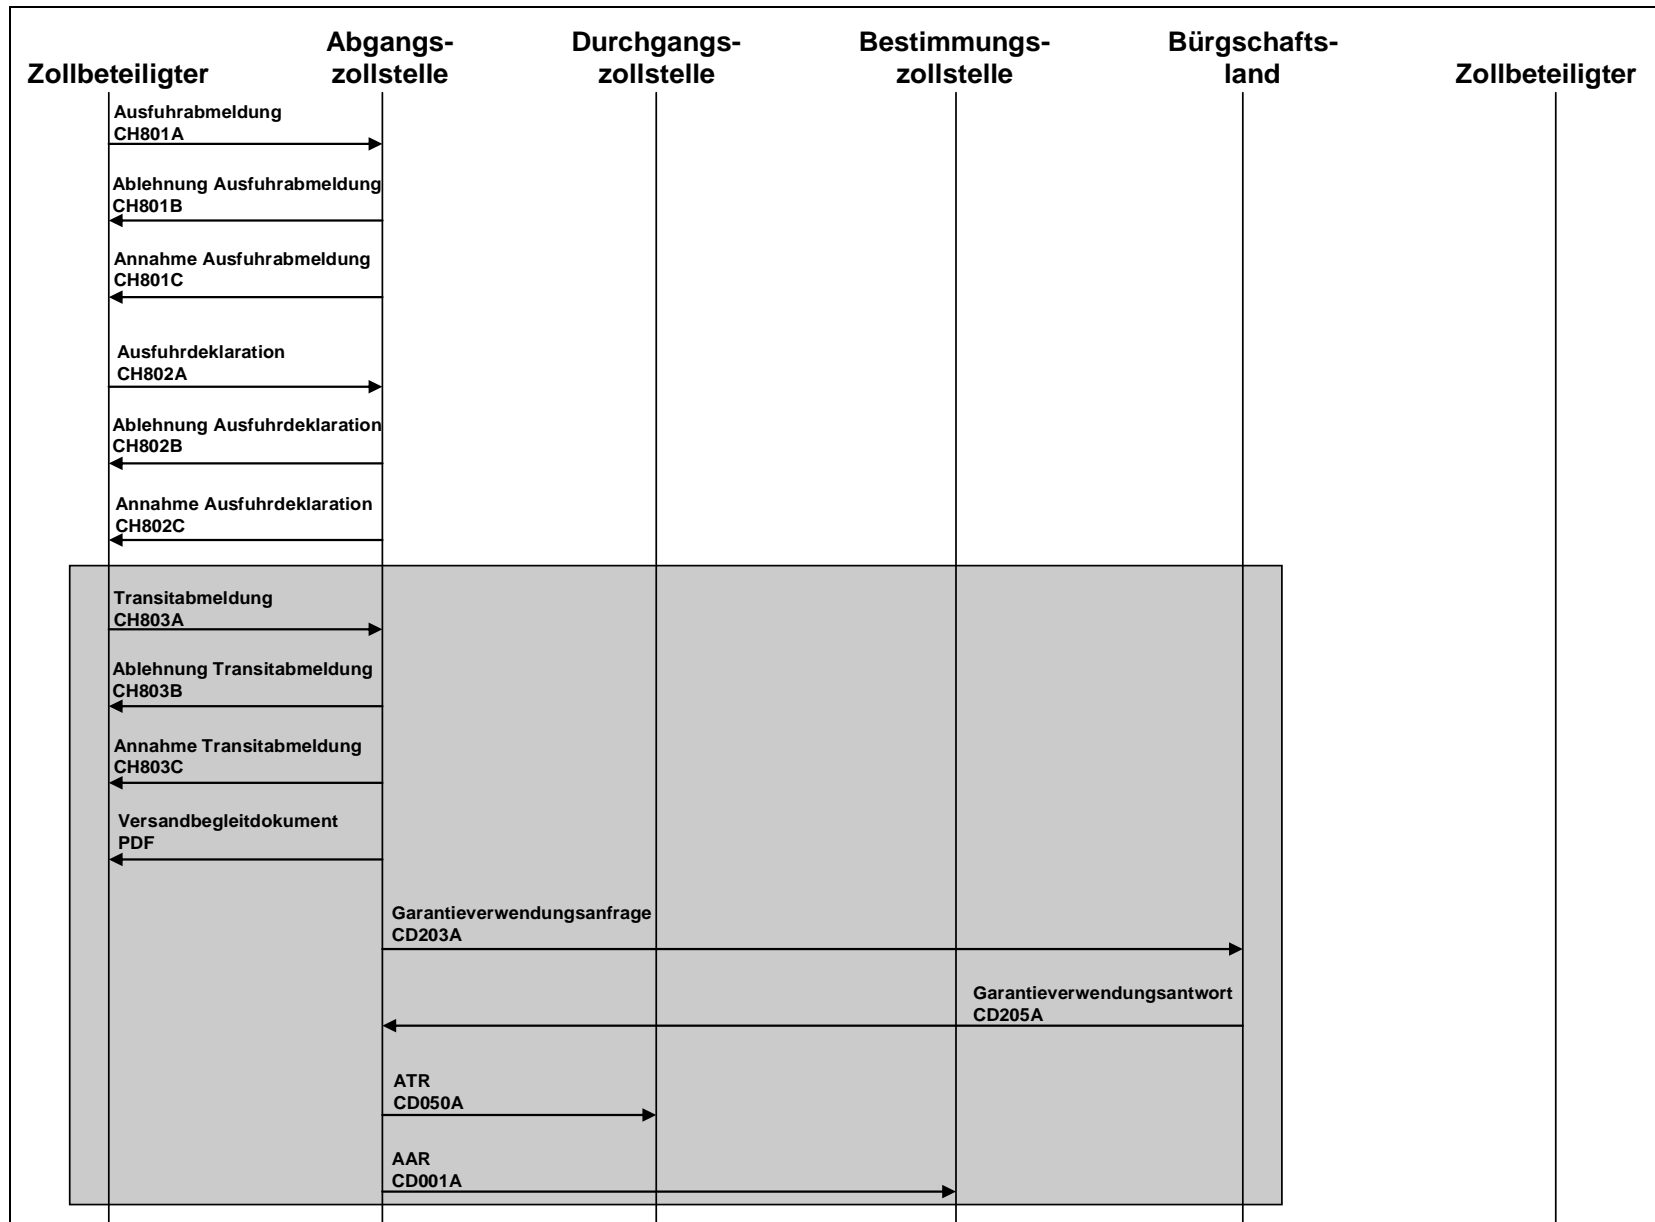 Zollbeteiligter
Abgangs-
zollstelle
Durchgangs-
zollstelle
Bestimmungs-
zollstelle
Bürgschafts-
land
Zollbeteiligter
Ausfuhrabmeldung
CH801A
Ablehnung Ausfuhrabmeldung
CH801B
Annahme Ausfuhrabmeldung
CH801C
Ausfuhrdeklaration
CH802A
Ablehnung Ausfuhrdeklaration
CH802B
Annahme Ausfuhrdeklaration
CH802C
Transitabmeldung
CH803A
Ablehnung Transitabmeldung
CH803B
Annahme Transitabmeldung
CH803C
Versandbegleitdokument
PDF
Garantieverwendungsanfrage
CD203A
Garantieverwendungsantwort
CD205A
ATR
CD050A
AAR
CD001A